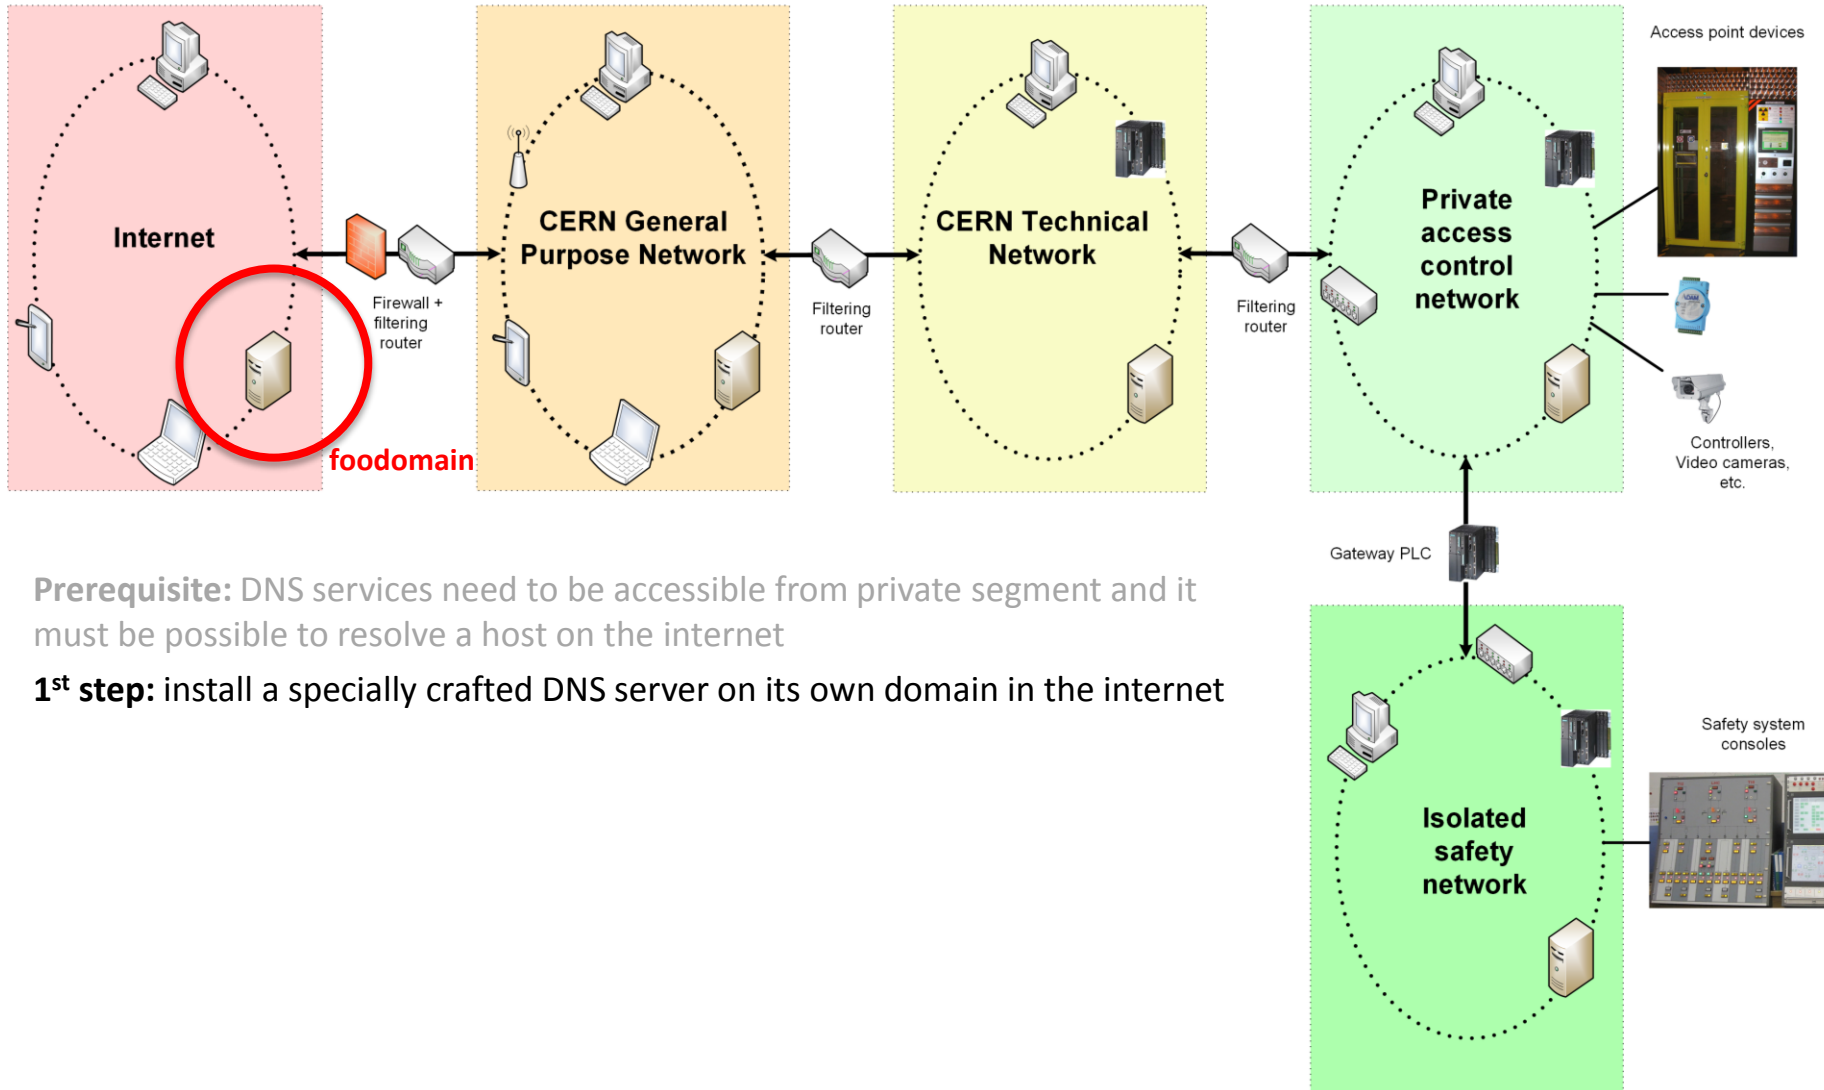 Access point devices
Internet
CERN General
Purpose Network
CERN Technical
Network
Private
access
control
network
Firewall +
filtering
router
Filtering
router
Filtering
router
foodomain
Controllers,
Video cameras,
etc.
Gateway PLC
Prerequisite: DNS services need to be accessible from private segment and it
must be possible to resolve a host on the internet
1st step: install a specially crafted DNS server on its own domain in the internet
Safety system
consoles
Isolated
safety
network